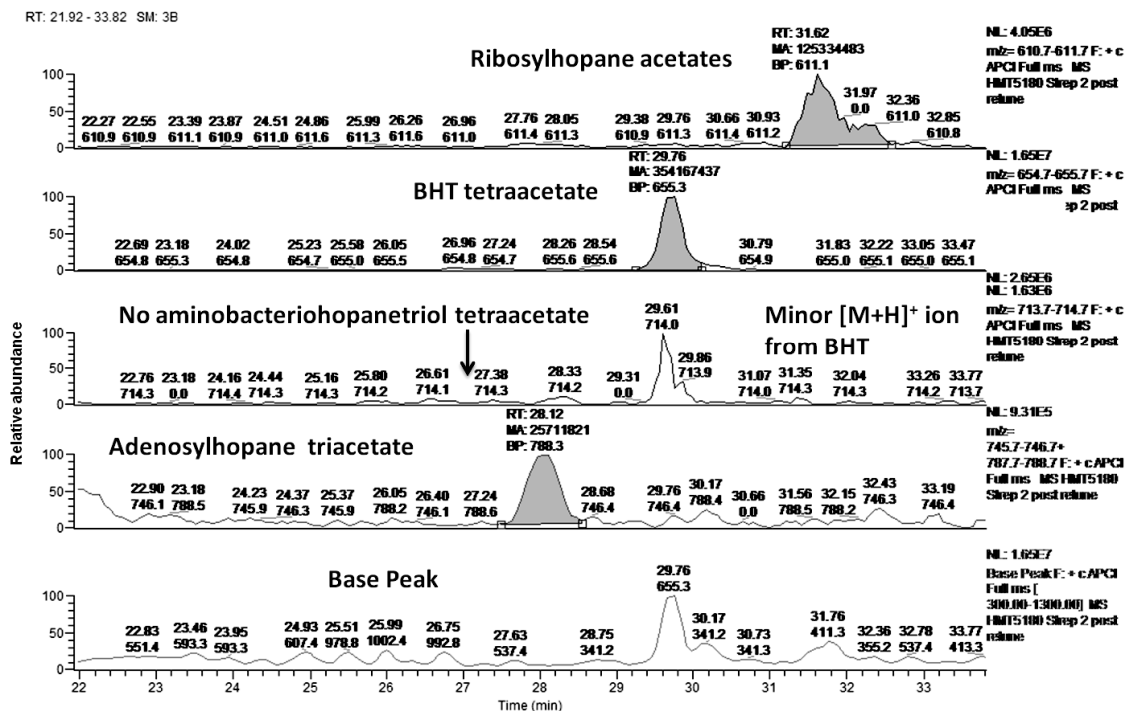 RT: 21.92 - 33.82 SM: 3B
Ribosylhopane acetates
RT: 31.62
MA: 125334483
BP: 611.1
NL: 4.05E6
m/z= 610.7-611.7 F: + c
APCI Full ms MS
HMT5180 Strep 2 post
retune
100
50
0
22.27 22.55 23.39 23.87 24.51 24.86 25.99 26.26 26.96 27.76 28.05 29.38 29.76 30.66 30.93 31.97 32.36 32.85
610.9 610.9 611.1 610.9 611.0 611.6 611.3 611.6 611.0 611.4 611.3 610.9 611.3 611.4 611.2 0.0 611.0 610.8
BHT tetraacetate
RT: 29.76
MA: 354167437
BP: 655.3
NL: 1.65E7
m/z= 654.7-655.7 F: + c
APCI Full ms MS
ep 2 post
100
50
0
22.69 23.18 24.02 25.23 25.58 26.05 26.96 27.24 28.26 28.54 30.79 31.83 32.22 33.05 33.47
654.8 655.3 654.8 654.7 655.0 655.5 654.8 654.7 655.6 655.6 654.9 655.0 655.1 655.0 655.1
No aminobacteriohopanetriol tetraacetate
29.61
714.0
Minor [M+H]+ ion
from BHT
NL: 2.65E6
NL: 1.63E6
m/z= 713.7-714.7 F: + c
APCI Full ms MS
HMT5180 Strep 2 post
retune
100
50
0
22.76 23.18 24.16 24.44 25.16 25.80 26.61 27.38 28.33 29.31 29.86 31.07 31.35 32.04 33.26 33.77
714.3 0.0 714.4 714.3 714.3 714.2 714.1 714.3 714.2 0.0 713.9 714.0 714.3 714.3 714.2 713.7
Relative abundance
Adenosylhopane triacetate
RT: 28.12
MA: 25711821
BP: 788.3
NL: 9.31E5
m/z=
745.7-746.7+
787.7-788.7 F: + c APCI
Full ms MS HMT5180
Strep 2 post retune
100
50
0
22.90 23.18 24.23 24.37 25.37 26.05 26.40 27.24 28.68 29.76 30.17 30.66 31.56 32.15 32.43 33.19
746.1 788.5 745.9 746.3 745.9 788.2 746.1 788.6 746.4 746.4 788.4 0.0 788.5 788.2 746.3 746.4
Base Peak
29.76
655.3
NL: 1.65E7
Base Peak F: + c APCI
Full ms [
300.00-1300.00] MS
HMT5180 Strep 2 post
retune
100
50
0
22.83 23.46 23.95 24.93 25.51 25.99 26.75 27.63 28.75 30.17 30.73 31.76 32.36 32.78 33.77
551.4 593.3 593.3 607.4 978.8 1002.4 992.8 537.4 341.2 341.2 341.3 411.3 355.2 537.4 413.3
22 23 24 25 26 27 28 29 30 31 32 33
Time (min)